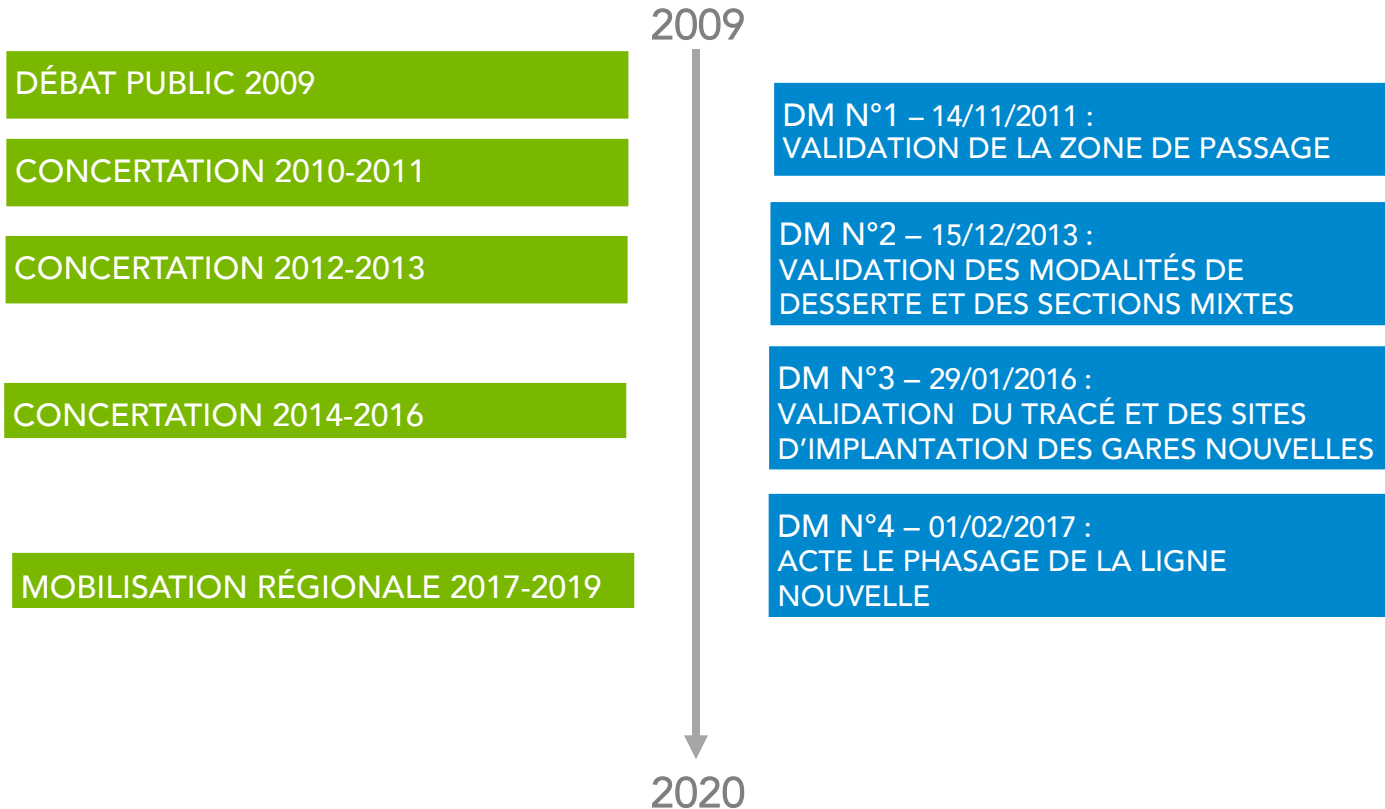 2009
DÉBAT PUBLIC 2009
CONCERTATION 2010-2011
CONCERTATION 2012-2013
CONCERTATION 2014-2016
MOBILISATION RÉGIONALE 2017-2019
DM N°1 – 14/11/2011 :
VALIDATION DE LA ZONE DE PASSAGE
DM N°2 – 15/12/2013 :
VALIDATION DES MODALITÉS DE
DESSERTE ET DES SECTIONS MIXTES
DM N°3 – 29/01/2016 :
VALIDATION DU TRACÉ ET DES SITES
D'IMPLANTATION DES GARES NOUVELLES
DM N°4 – 01/02/2017 :
ACTE LE PHASAGE DE LA LIGNE
NOUVELLE
2020